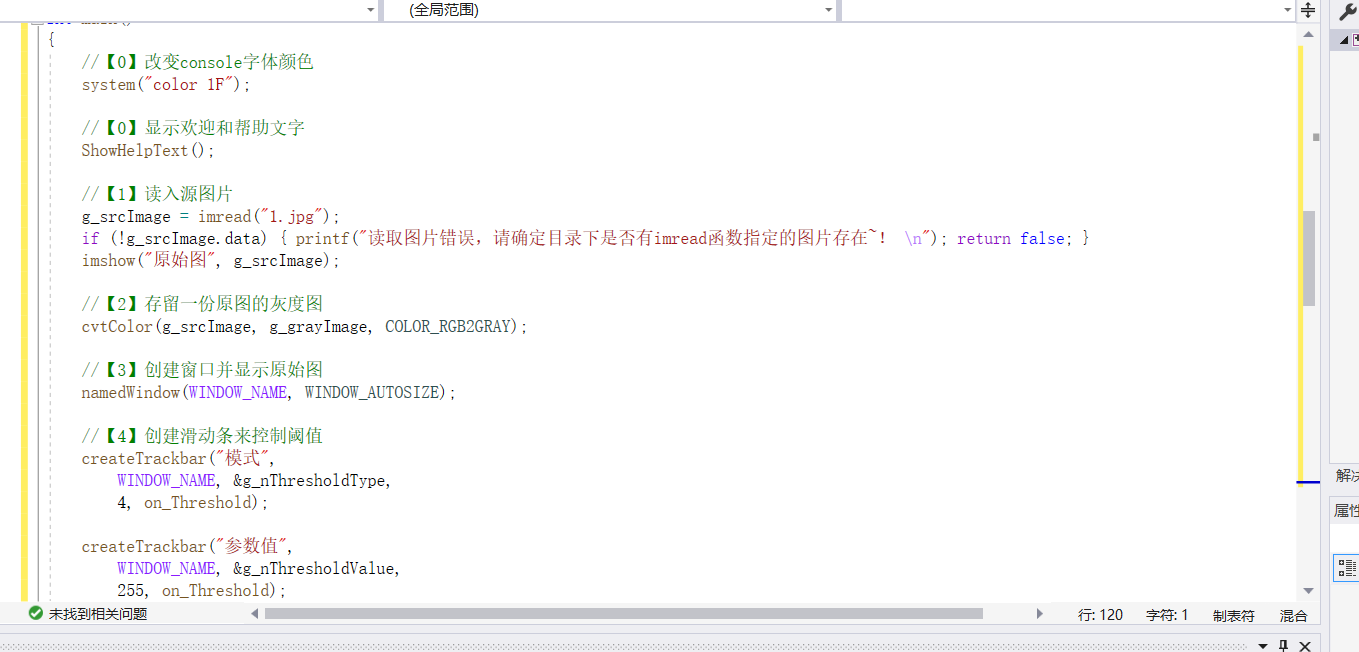 (全局范围)
{
//【0】改变console字体颜色
system("color 1F");
//【0】显示欢迎和帮助文字
ShowHelpText();
//【1】读入源图片
g_srcImage = imread("1.jpg");
if (!g_srcImage.data) { printf("读取图片错误，请确定目录下是否有imread函数指定的图片存在~！ \n"); return false; }
imshow("原始图", g_srcImage);
//【2】存留一份原图的灰度图
cvtColor(g_srcImage, g_grayImage, COLOR_RGB2GRAY);
//【3】创建窗口并显示原始图
namedWindow(WINDOW_NAME, WINDOW_AUTOSIZE);
//【4】创建滑动条来控制阈值
createTrackbar("模式",
WINDOW_NAME, &g_nThresholdType,
4, on_Threshold);
createTrackbar("参数值",
WINDOW_NAME, &g_nThresholdValue,
255, on_Threshold);
未找到相关问题 行: 120 字符: 1 制表符 混合
解决
属性